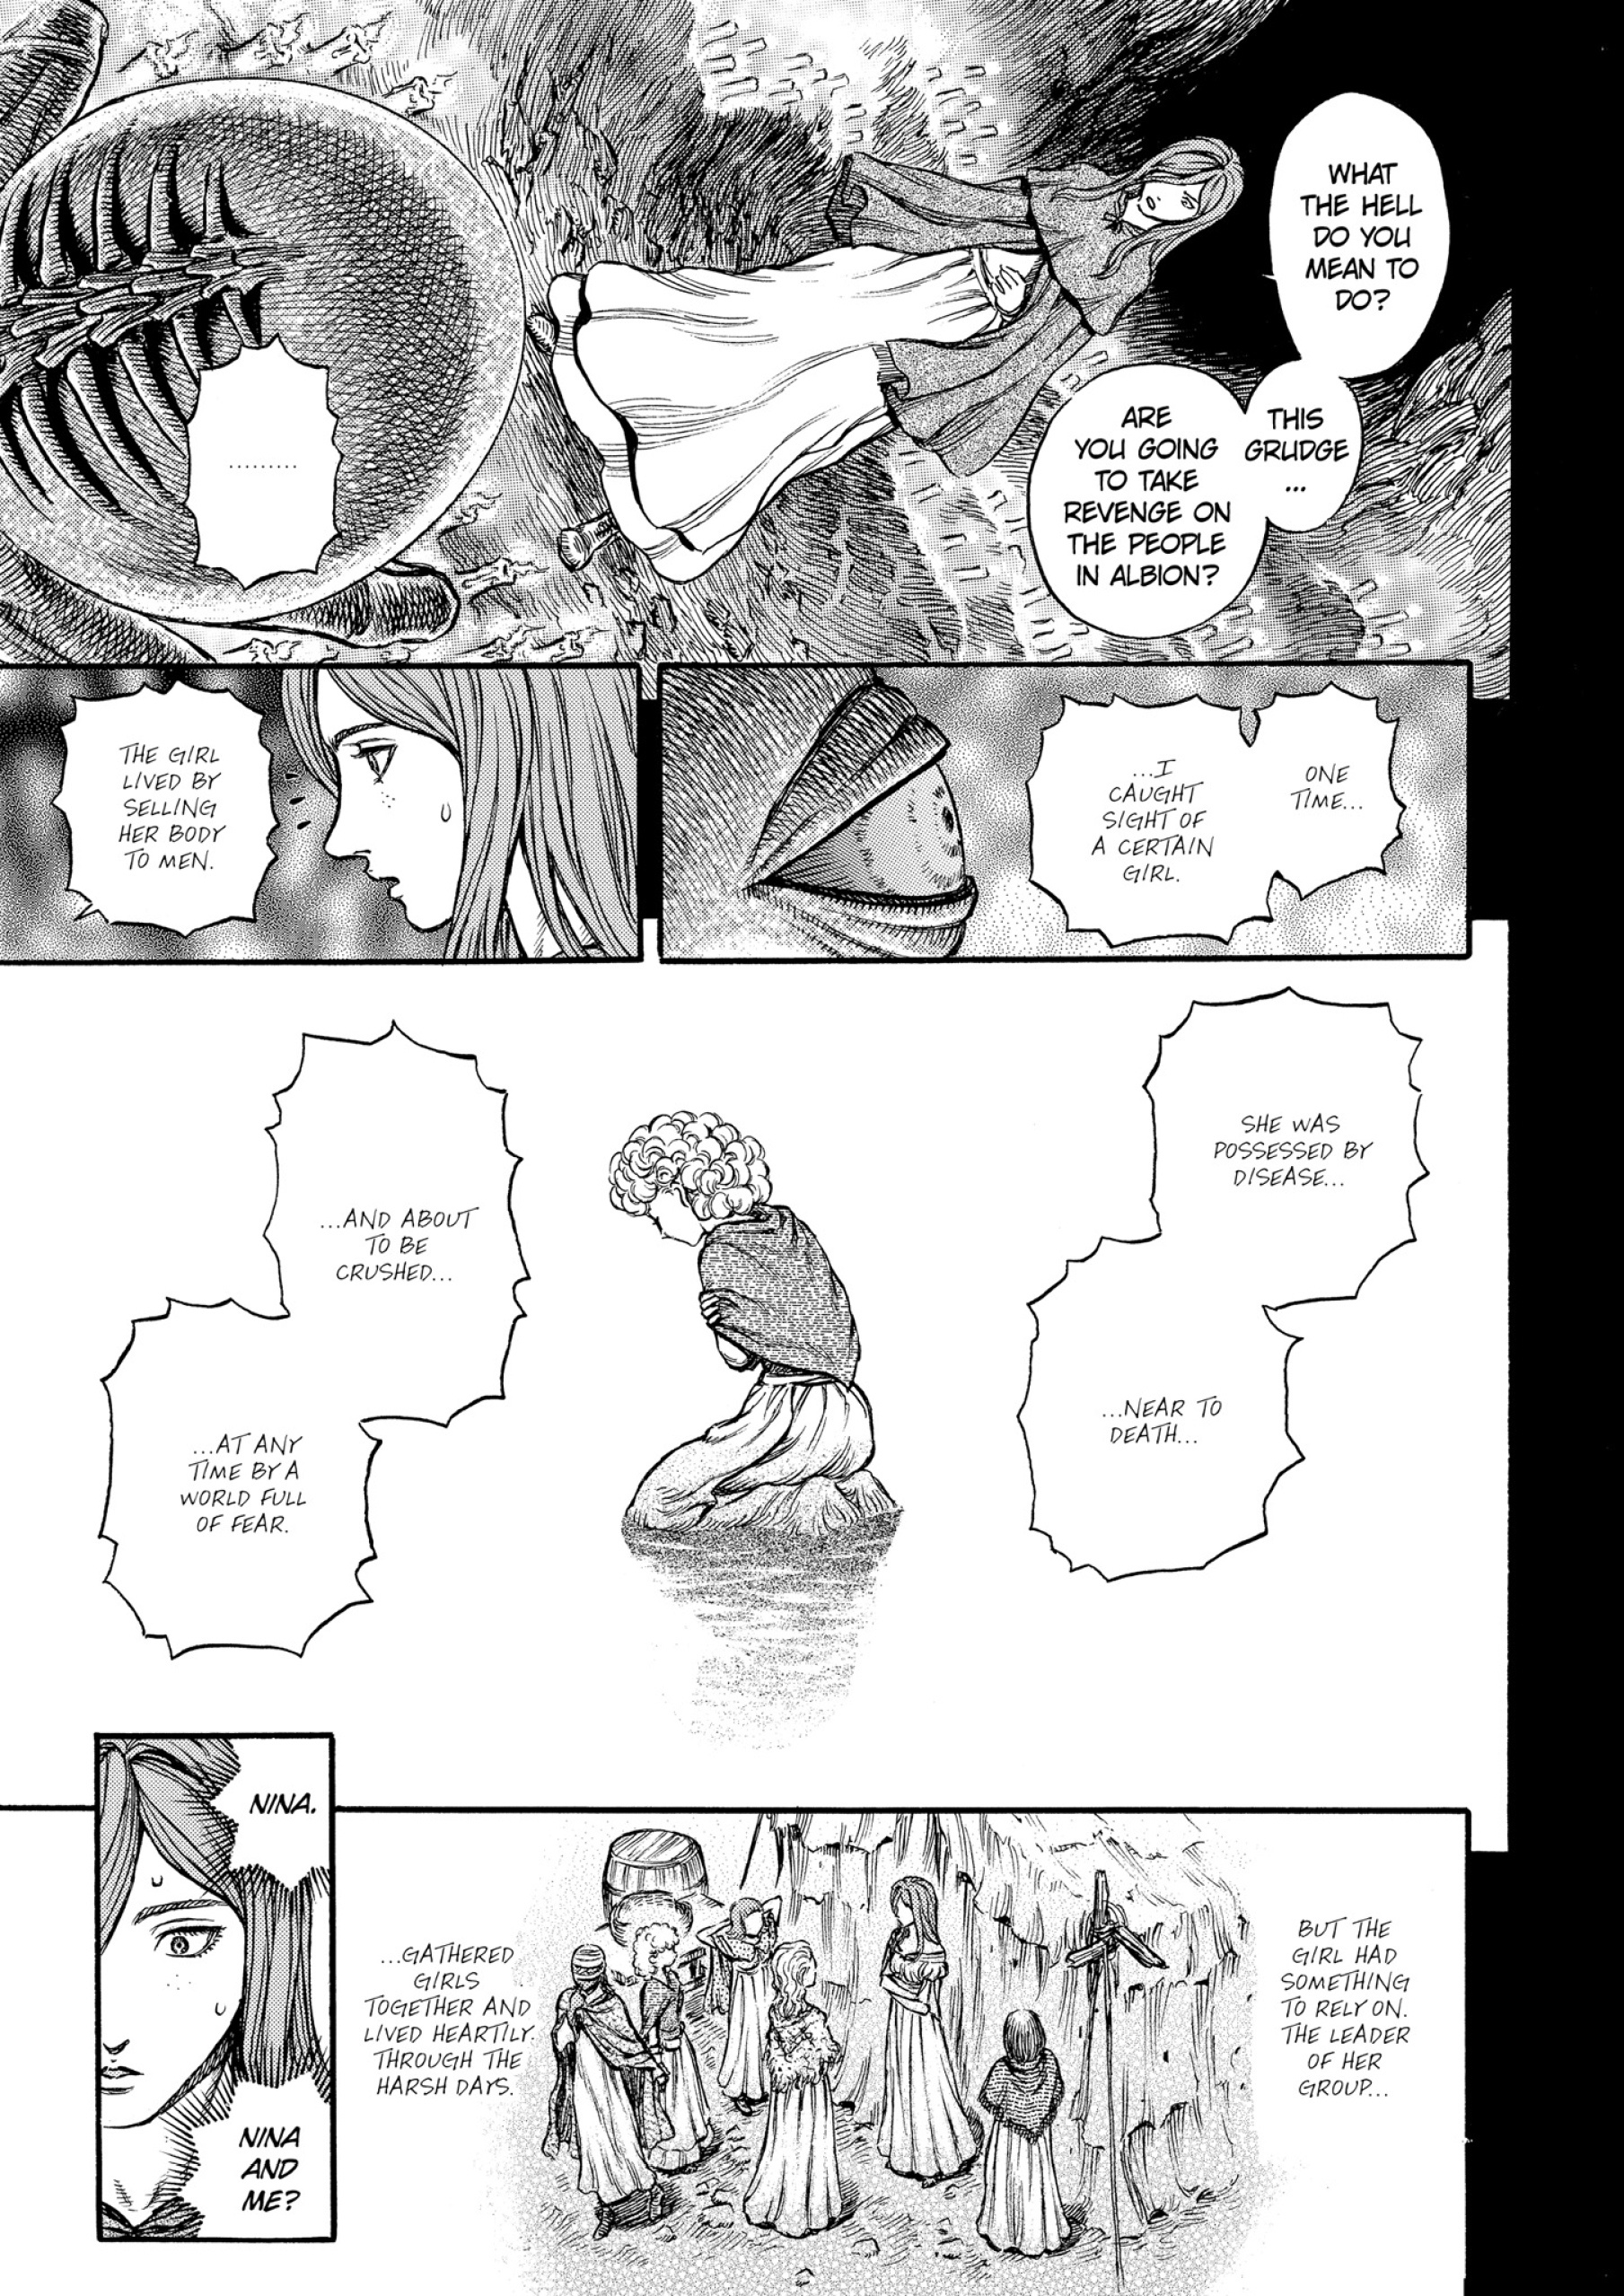 WHAT
THE HELL
DO YOU
MEAN TO
DO?
THIS
GRUDGE
...
ARE
YOU GOING
TO TAKE
REVENGE ON
THE PEOPLE
IN ALBION?
.........
ONE
TIME...
...I
CAUGHT
SIGHT OF
A CERTAIN
GIRL.
THE GIRL
LIVED BY
SELLING
HER BODY
TO MEN.
SHE WAS
POSSESSED BY
DISEASE...
...NEAR TO
DEATH...
...AND ABOUT
TO BE
CRUSHED...
...AT ANY
TIME BY A
WORLD FULL
OF FEAR.
BUT THE
GIRL HAD
SOMETHING
TO RELY ON.
THE LEADER
OF HER
GROUP...
...GATHERED
GIRLS
TOGETHER AND
LIVED HEARTILY
THROUGH THE
HARSH DAYS.
NINA.
NINA
AND
ME?